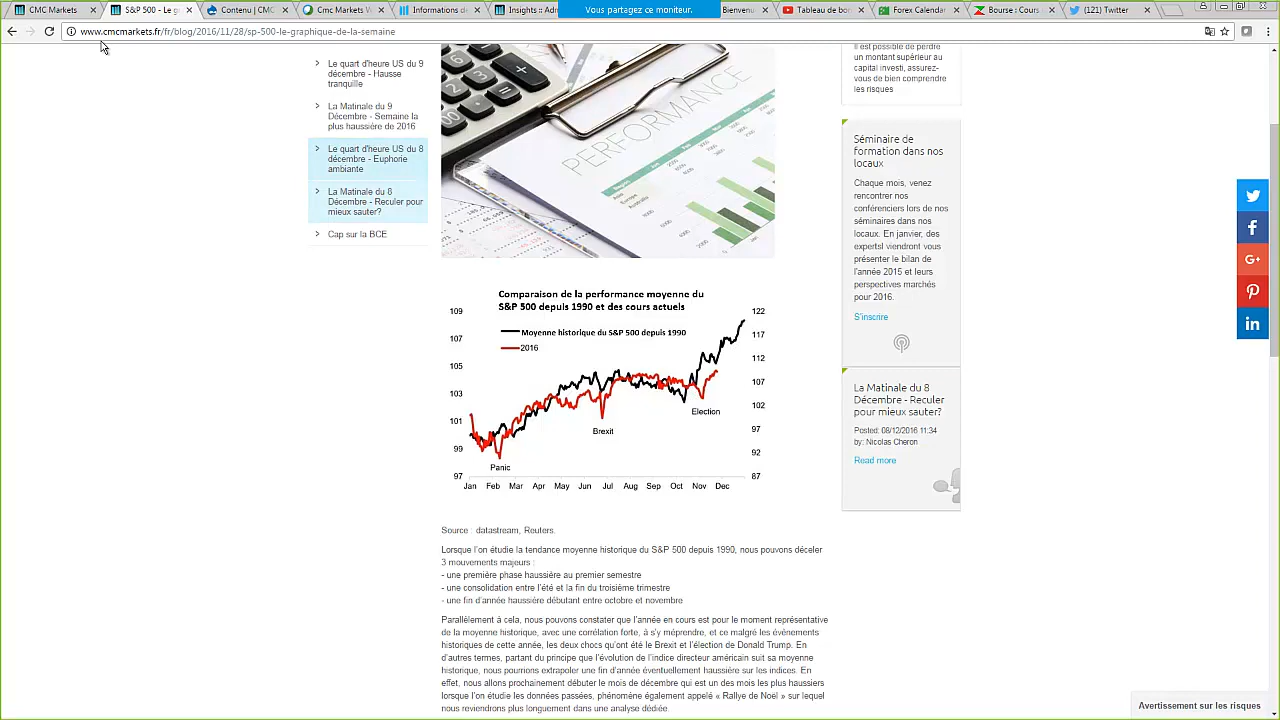 CMC Markets
S&P 500 - Le gr
Contenu | CMC
Cmc Markets W
Informations d
Insights :: Adm
Vous partagez ce moniteur.
Bienvenu
Tableau de boi
Forex Calendar
Bourse : Cours
(121) Twitter
www.cmcmarkets.fr/fr/blog/2016/11/28/sp-500-le-graphique-de-la-semaine
Le quart d'heure US du 9
décembre - Hausse
tranquille
La Matinale du 9
Décembre - Semaine la
plus haussière de 2016
Le quart d'heure US du 8
décembre - Euphorie
ambiante
La Matinale du 8
Décembre - Reculer pour
mieux sauter?
Cap sur la BCE
PERFORMANCE
Il est possible de perdre
un montant supérieur au
capital investi, assurez-
vous de bien comprendre
les risques
Séminaire de
formation dans nos
locaux
Chaque mois, venez
rencontrer nos
conférenciers lors de nos
séminaires dans nos
locaux. En janvier, des
expertsl viendront vous
présenter le bilan de
l'année 2015 et leurs
perspectives marchés
pour 2016.
S'inscrire
La Matinale du 8
Décembre - Reculer
pour mieux sauter?
Posted: 08/12/2016 11:34
by: Nicolas Cheron
Read more
Comparaison de la performance moyenne du
S&P 500 depuis 1990 et des cours actuels
Moyenne historique du S&P 500 depuis 1990
2016
109
107
105
103
101
99
97
122
117
112
107
102
97
92
87
Election
Brexit
Panic
Jan Feb Mar Apr May Jun Jul Aug Sep Oct Nov Dec
Source : datastream, Reuters.
Lorsque l'on étudie la tendance moyenne historique du S&P 500 depuis 1990, nous pouvons déceler
3 mouvements majeurs :
- une première phase haussière au premier semestre
- une consolidation entre l'été et la fin du troisième trimestre
- une fin d'année haussière débutant entre octobre et novembre
Parallèlement à cela, nous pouvons constater que l'année en cours est pour le moment représentative
de la moyenne historique, avec une corrélation forte, à s'y méprendre, et ce malgré les événements
historiques de cette année, les deux chocs qu'ont été le Brexit et l'élection de Donald Trump. En
d'autres termes, partant du principe que l'évolution de l'indice directeur américain suit sa moyenne
historique, nous pourrions extrapoler une fin d'année éventuellement haussière sur les indices. En
effet, nous allons prochainement débuter le mois de décembre qui est un des mois les plus haussiers
lorsque l'on étudie les données passées, phénomène également appelé « Rallye de Noël » sur lequel
nous reviendrons plus longuement dans une analyse dédiée.
Avertissement sur les risques